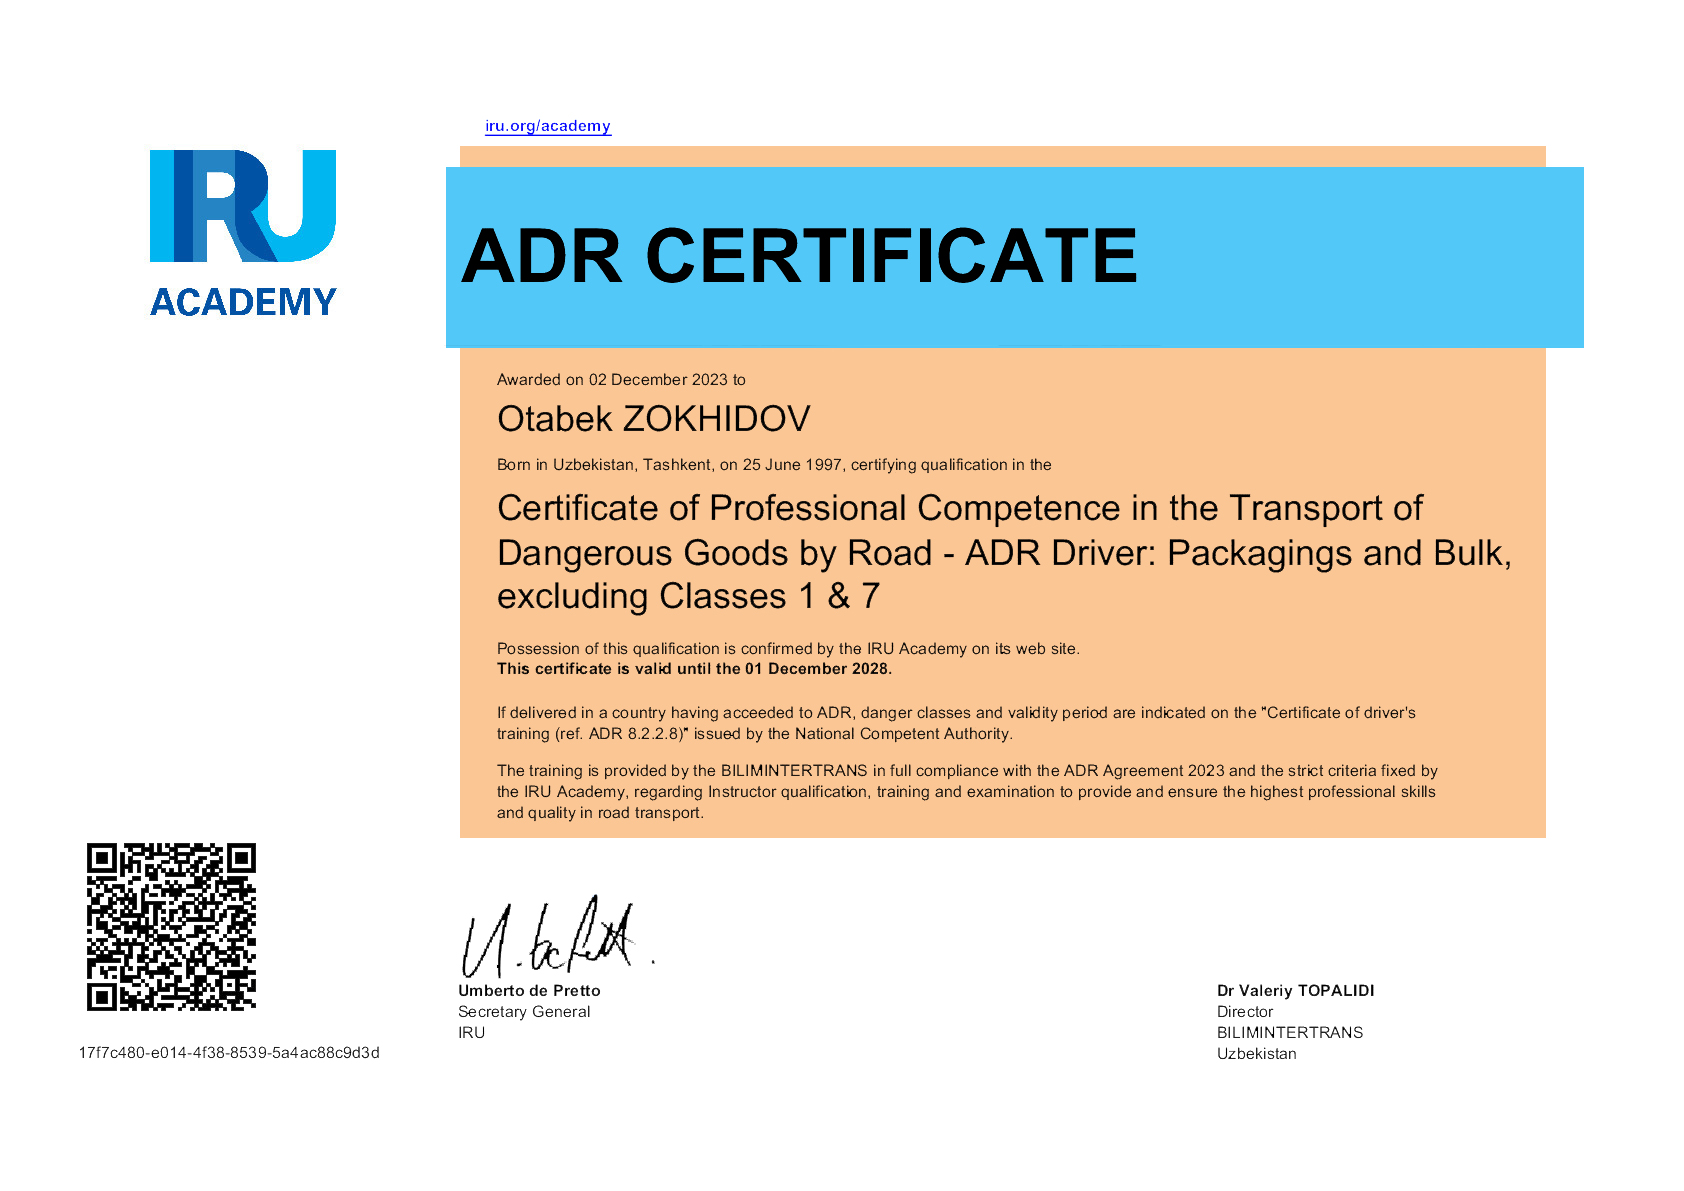 iru.org/academy
IRU
ACADEMY
ADR CERTIFICATE
Awarded on 02 December 2023 to
Otabek ZOKHIDOV
Born in Uzbekistan, Tashkent, on 25 June 1997, certifying qualification in the
Certificate of Professional Competence in the Transport of
Dangerous Goods by Road - ADR Driver: Packagings and Bulk,
excluding Classes 1 & 7
Possession of this qualification is confirmed by the IRU Academy on its web site.
This certificate is valid until the 01 December 2028.
If delivered in a country having acceeded to ADR, danger classes and validity period are indicated on the "Certificate of driver's
training (ref. ADR 8.2.2.8)" issued by the National Competent Authority.
The training is provided by the BILIMINTERTRANS in full compliance with the ADR Agreement 2023 and the strict criteria fixed by
the IRU Academy, regarding Instructor qualification, training and examination to provide and ensure the highest professional skills
and quality in road transport.
Umberto de Pretto
Secretary General
IRU
Dr Valeriy TOPALIDI
Director
BILIMINTERTRANS
Uzbekistan
17f7c480-e014-4f38-8539-5a4ac88c9d3d